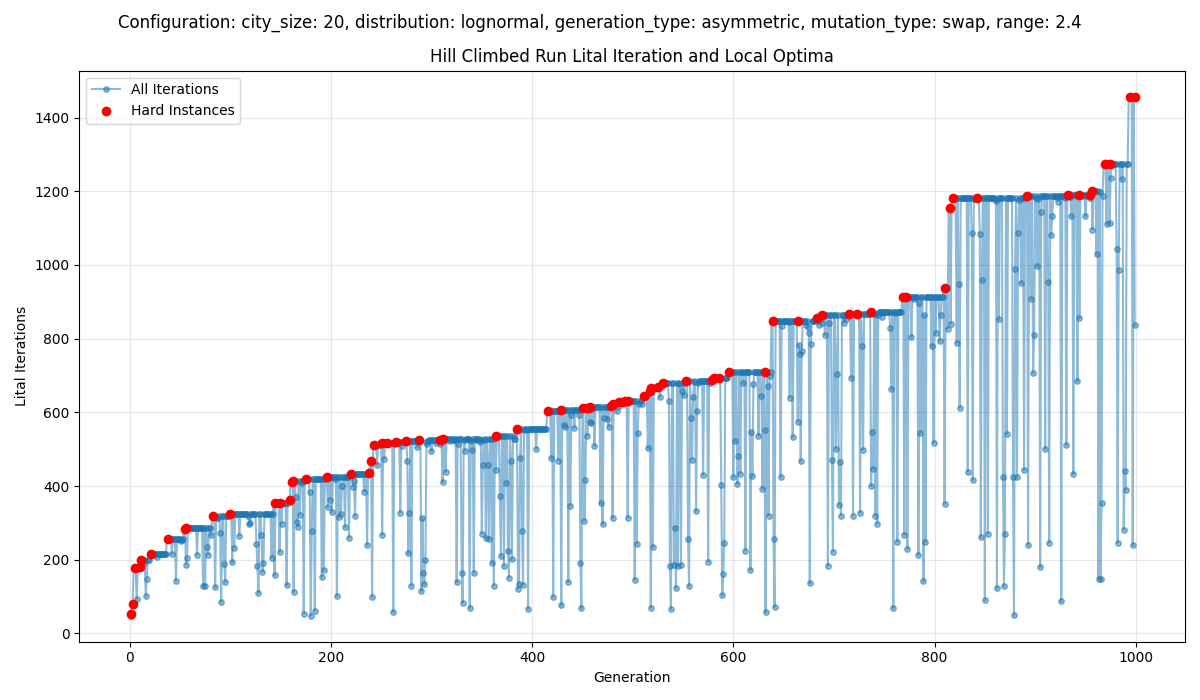 Configuration: city_size: 20, distribution: lognormal, generation_type: asymmetric, mutation_type: swap, range: 2.4
Hill Climbed Run Lital Iteration and Local Optima
All Iterations
Hard Instances
Lital Iterations
1400
1200
1000
800
600
400
200
0
0 200 400 600 800 1000
Generation